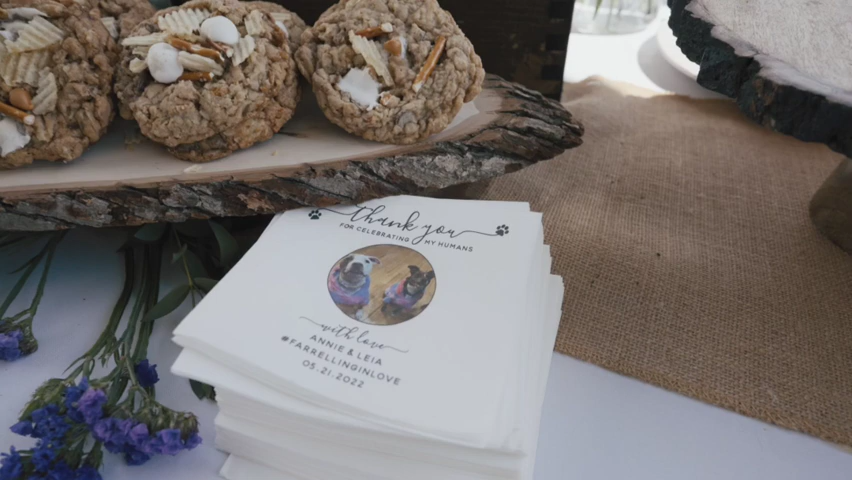 thank you
FOR CELEBRATING MY HUMANS
with love
ANNIE & LEIA
#FARRELLINGINLOVE
05.21.2022